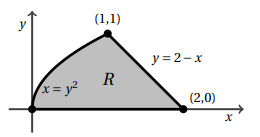 (1,1)
y
y = 2 − x
x = y²
R
(2,0)
x